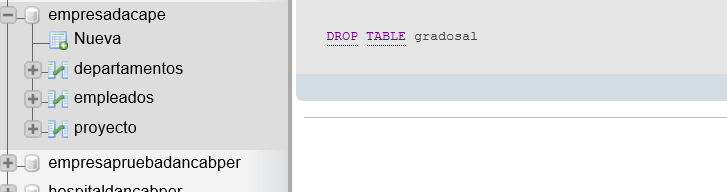 empresadacape
Nueva
departamentos
empleados
proyecto
empresapruebadancabper
hospitaldancabper
DROP TABLE gradosal